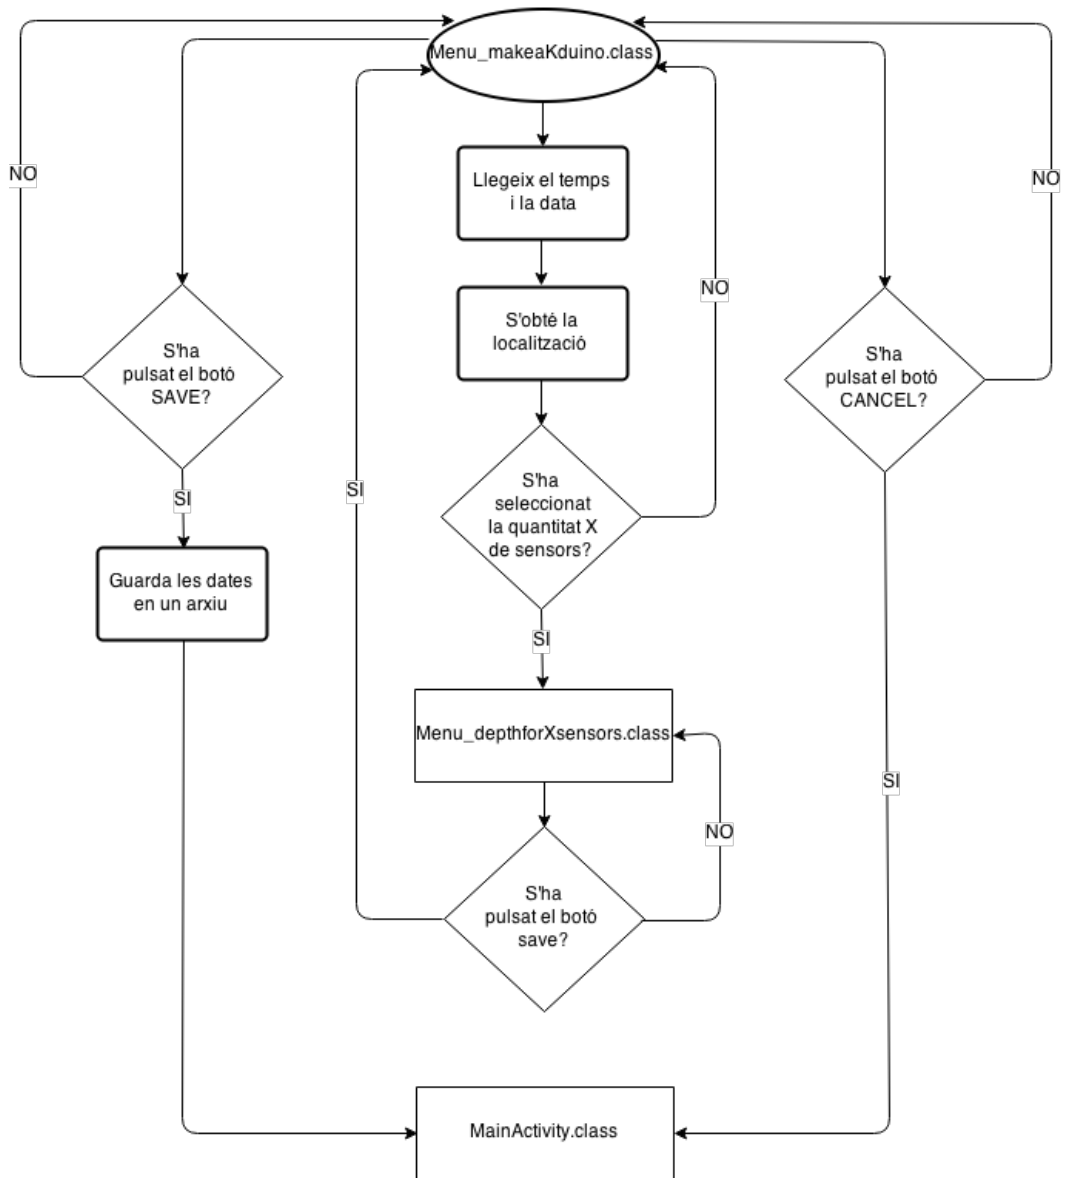 Menu_makeaKduino.class
NO
Llegeix el temps
i la data
NO
NO
S'obté la
localització
S'ha
pulsat el botó
SAVE?
S'ha
pulsat el botó
CANCEL?
SI
SI
S'ha
seleccionat
la quantitat X
de sensors?
Guarda les dates
en un arxiu
SI
Menu_depthforXsensors.class
SI
NO
S'ha
pulsat el botó
save?
MainActivity.class